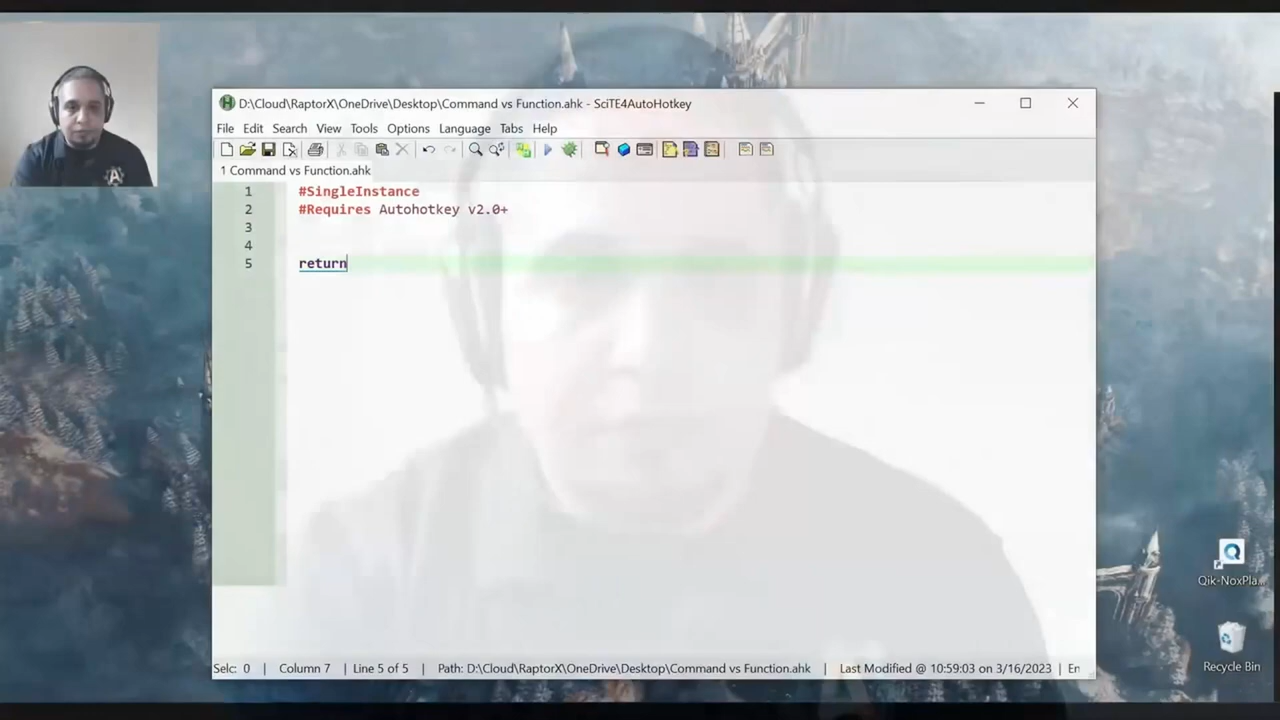 D:\Cloud\RaptorX\OneDrive\Desktop\Command vs Function.ahk - SciTE4AutoHotkey
File Edit Search View Tools Options Language Tabs Help
1 Command vs Function.ahk
1 #SingleInstance
2 #Requires Autohotkey v2.0+
3
4
5 return
Qik-NoxPla...
Recycle Bin
Selc: 0 | Column 7 | Line 5 of 5 | Path: D:\Cloud\RaptorX\OneDrive\Desktop\Command vs Function.ahk | Last Modified @ 10:59:03 on 3/16/2023 | En